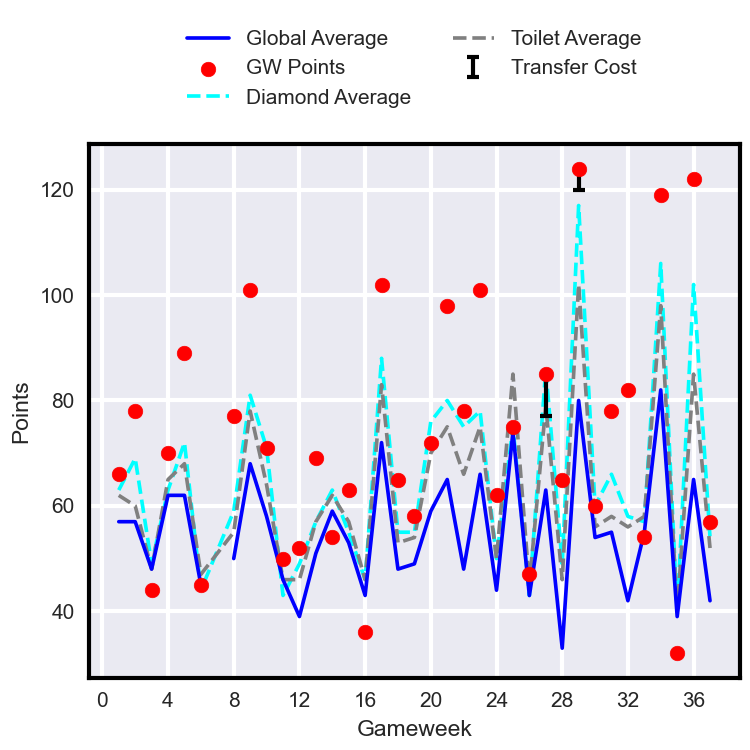 Global Average
GW Points
Diamond Average
Toilet Average
Transfer Cost
Points
120
100
80
60
40
0 4 8 12 16 20 24 28 32 36
Gameweek